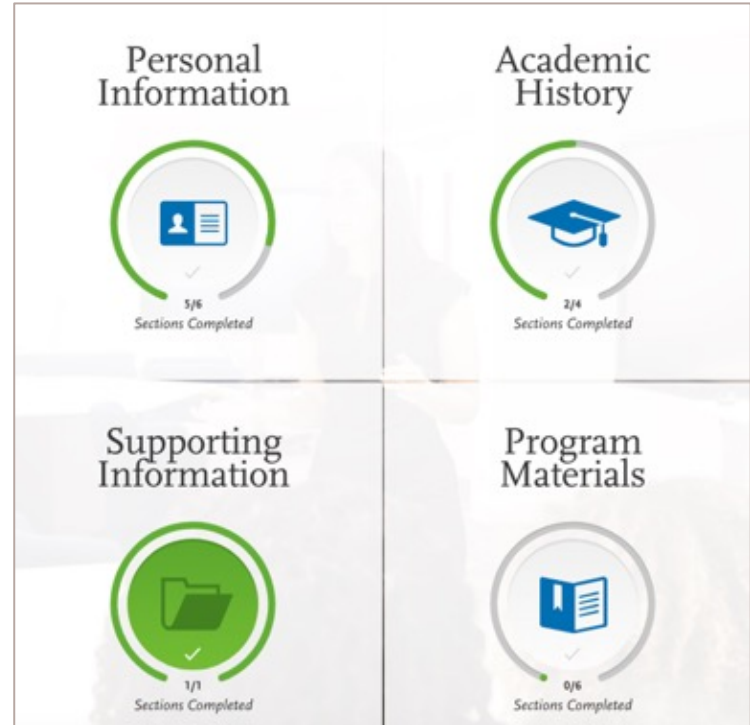 Personal
Information
5/6
Sections Completed
Academic
History
2/4
Sections Completed
Supporting
Information
1/1
Sections Completed
Program
Materials
0/6
Sections Completed